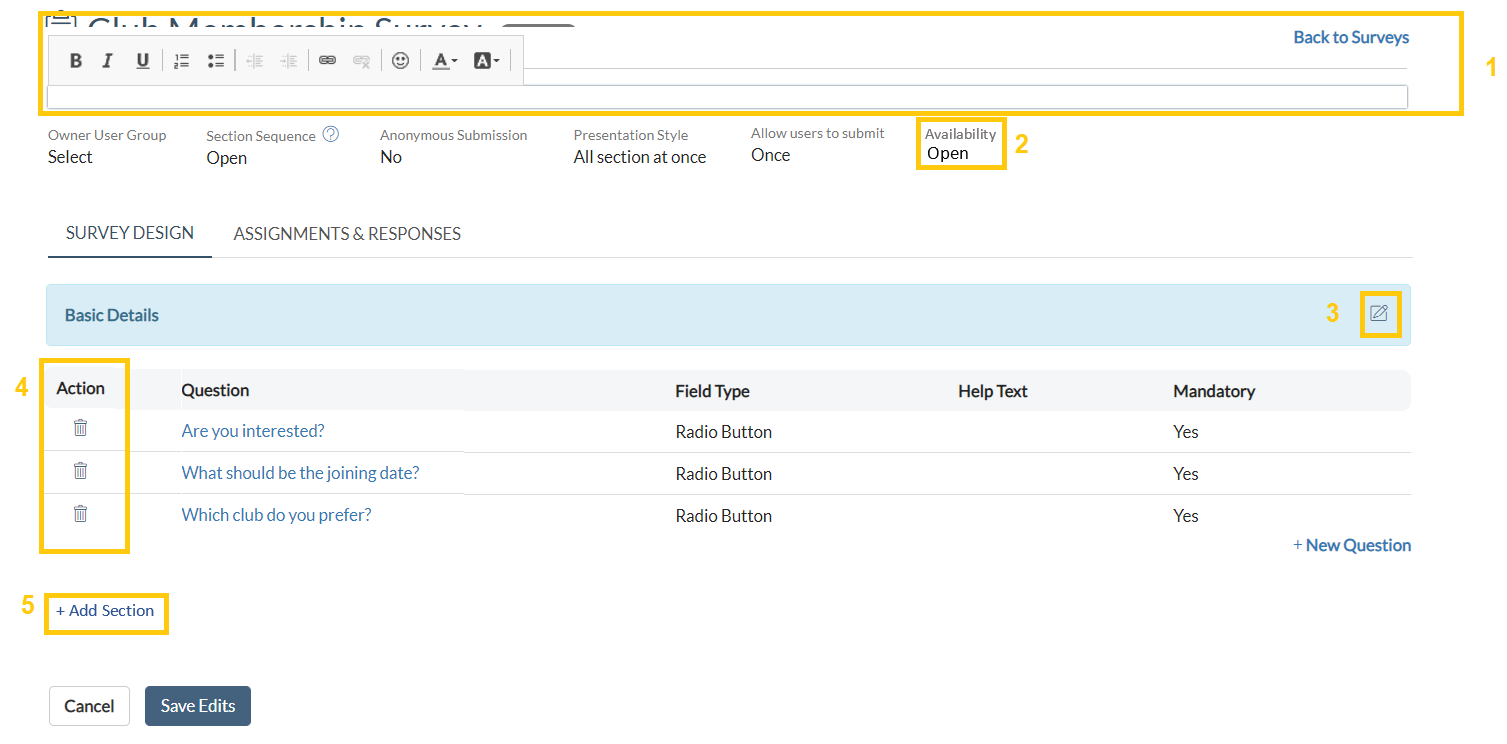 Club Membership Survey
Back to Surveys
1
B I U A A
Owner User Group Section Sequence ? Anonymous Submission Presentation Style Allow users to submit Availability
Select Open No All section at once Once Open
2
SURVEY DESIGN ASSIGNMENTS & RESPONSES
Basic Details
3
4
Action Question Field Type Help Text Mandatory
Are you interested? Radio Button Yes
What should be the joining date? Radio Button Yes
Which club do you prefer? Radio Button Yes
+ New Question
5
+ Add Section
Cancel Save Edits